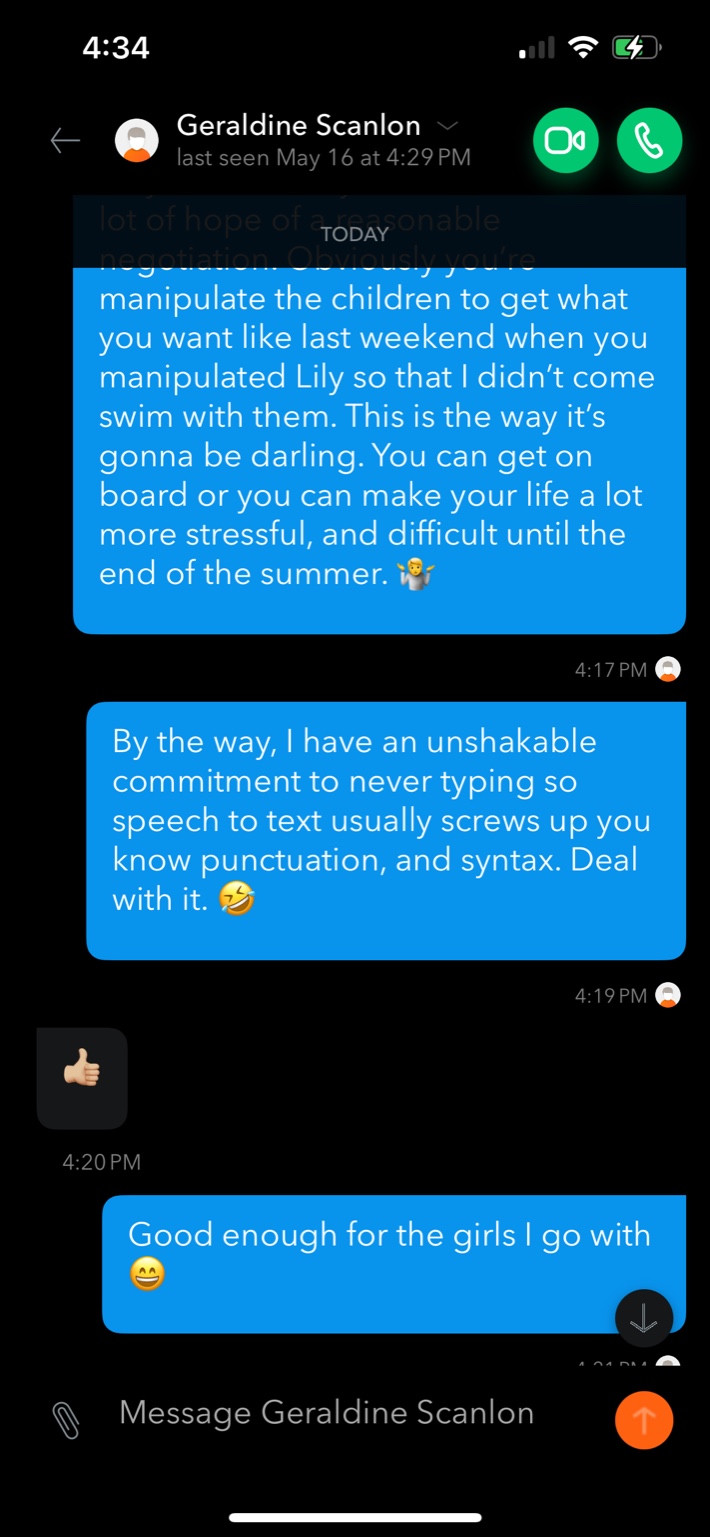 4:34
Geraldine Scanlon
last seen May 16 at 4:29 PM
lot of hope of a reasonable
TODAY
negotiation. Obviously you're
manipulate the children to get what
you want like last weekend when you
manipulated Lily so that I didn't come
swim with them. This is the way it's
gonna be darling. You can get on
board or you can make your life a lot
more stressful, and difficult until the
end of the summer. 🤷‍♂️
4:17 PM
By the way, I have an unshakable
commitment to never typing so
speech to text usually screws up you
know punctuation, and syntax. Deal
with it. 🤣
4:19 PM
👍🏼
4:20 PM
Good enough for the girls I go with
😄
4:21 PM
Message Geraldine Scanlon